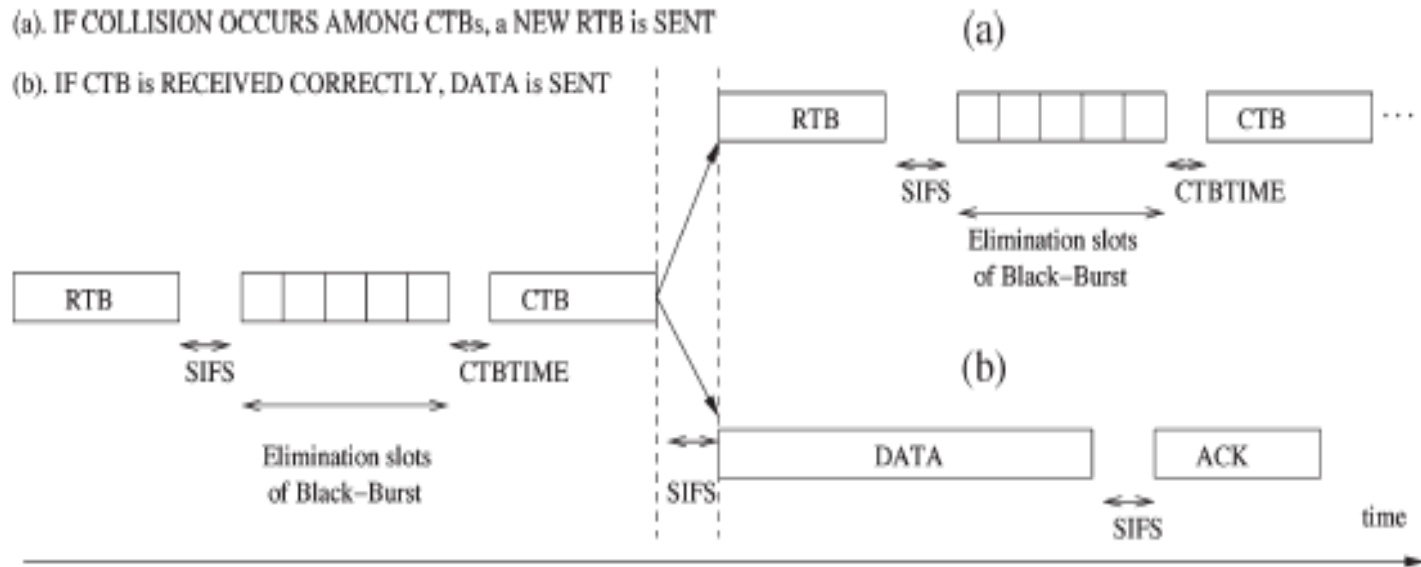 (a). IF COLLISION OCCURS AMONG CTBs, a NEW RTB is SENT
(b). IF CTB is RECEIVED CORRECTLY, DATA is SENT
(a)
RTB
CTB
...
SIFS
CTBTIME
Elimination slots
of Black-Burst
RTB
CTB
SIFS
CTBTIME
Elimination slots
of Black-Burst
(b)
SIFS
DATA
ACK
SIFS
time